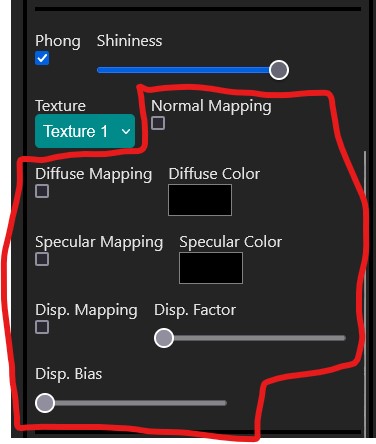 Phong Shininess
Texture Normal Mapping
Texture 1
Diffuse Mapping Diffuse Color
Specular Mapping Specular Color
Disp. Mapping Disp. Factor
Disp. Bias